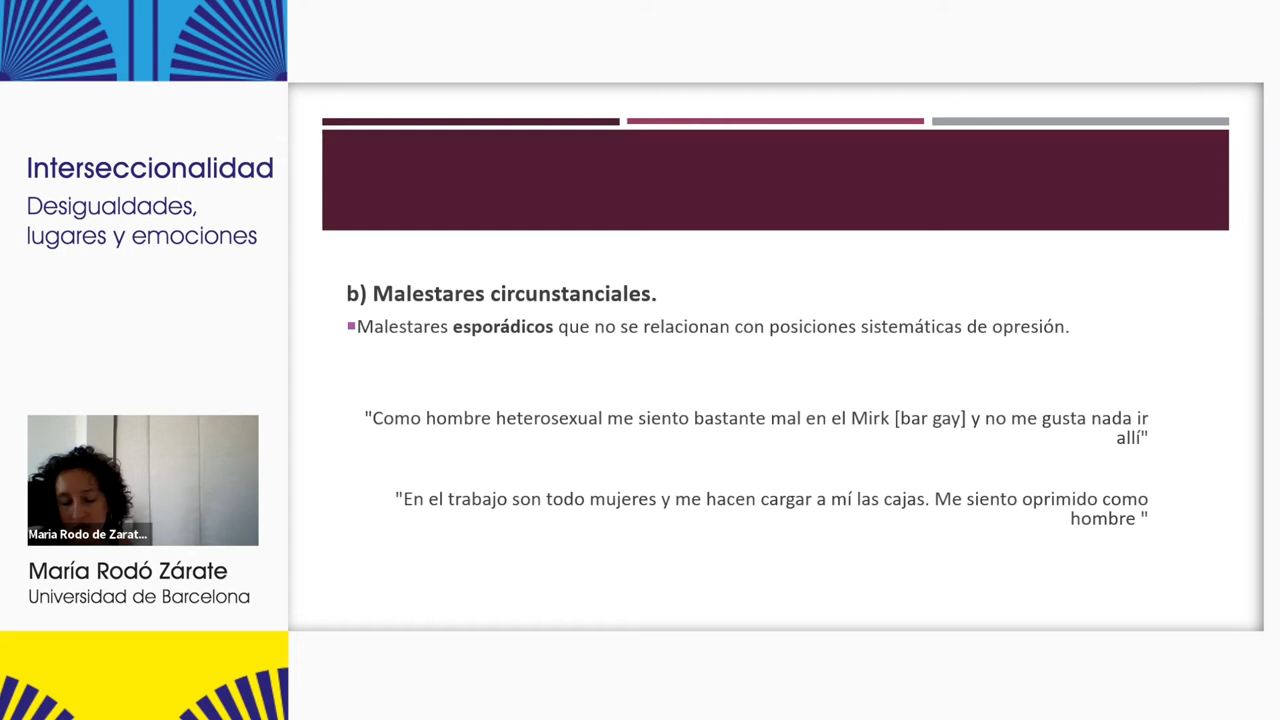 Interseccionalidad
Desigualdades,
lugares y emociones
b) Malestares circunstanciales.
Malestares esporádicos que no se relacionan con posiciones sistemáticas de opresión.
"Como hombre heterosexual me siento bastante mal en el Mirk [bar gay] y no me gusta nada ir
allí"
"En el trabajo son todo mujeres y me hacen cargar a mí las cajas. Me siento oprimido como
hombre "
Maria Rodo de Zarat...
María Rodó Zárate
Universidad de Barcelona